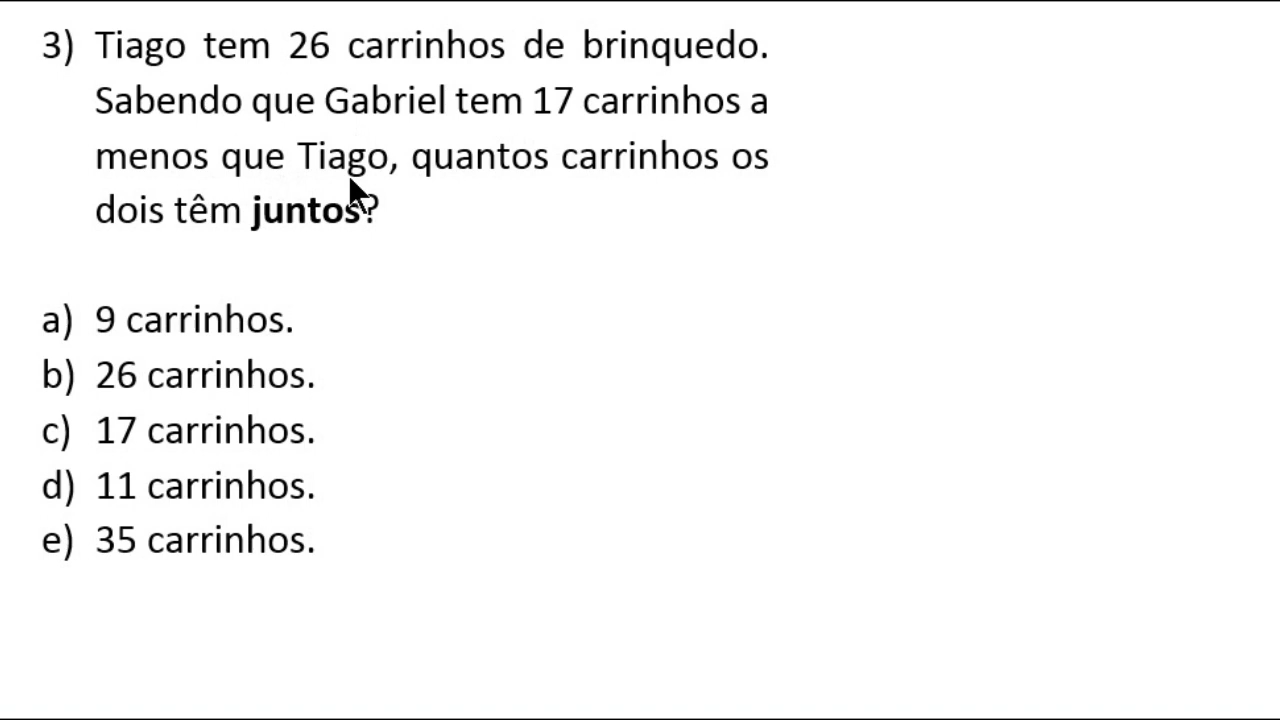 3) Tiago tem 26 carrinhos de brinquedo.
Sabendo que Gabriel tem 17 carrinhos a
menos que Tiago, quantos carrinhos os
dois têm juntos?
a) 9 carrinhos.
b) 26 carrinhos.
c) 17 carrinhos.
d) 11 carrinhos.
e) 35 carrinhos.